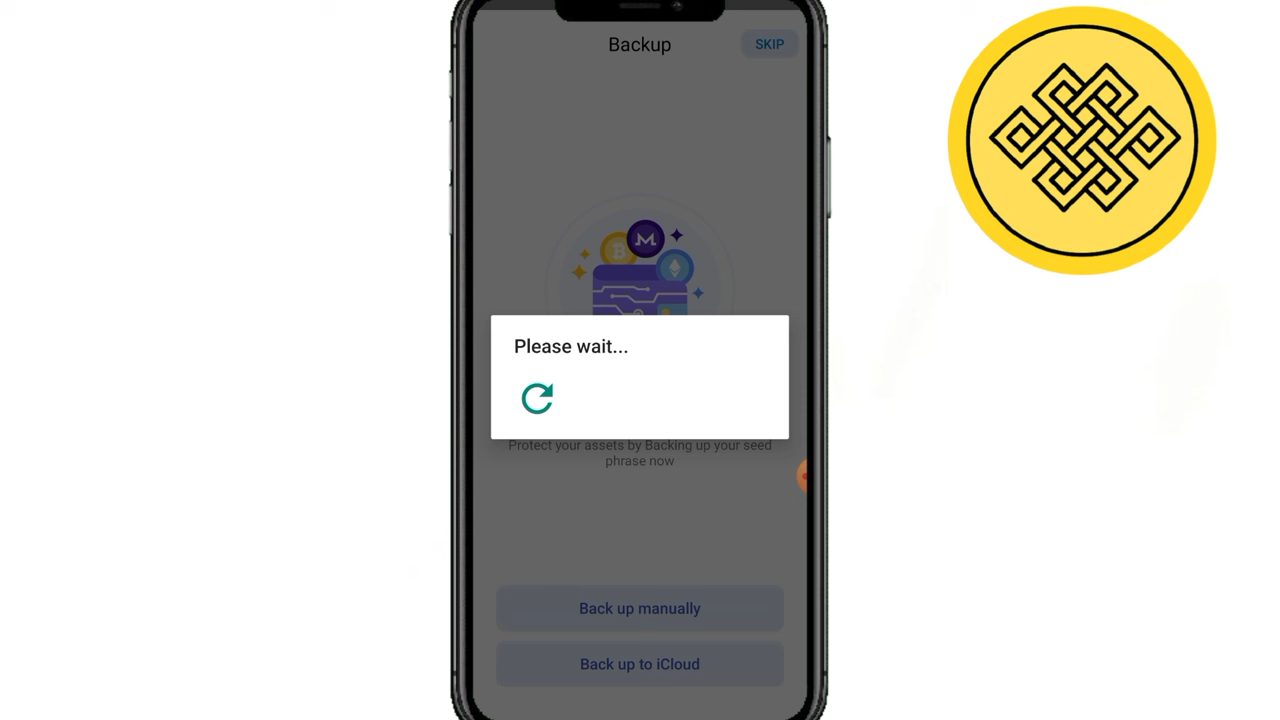 Backup
SKIP
Please wait...
Protect your assets by Backing up your seed
phrase now
Back up manually
Back up to iCloud